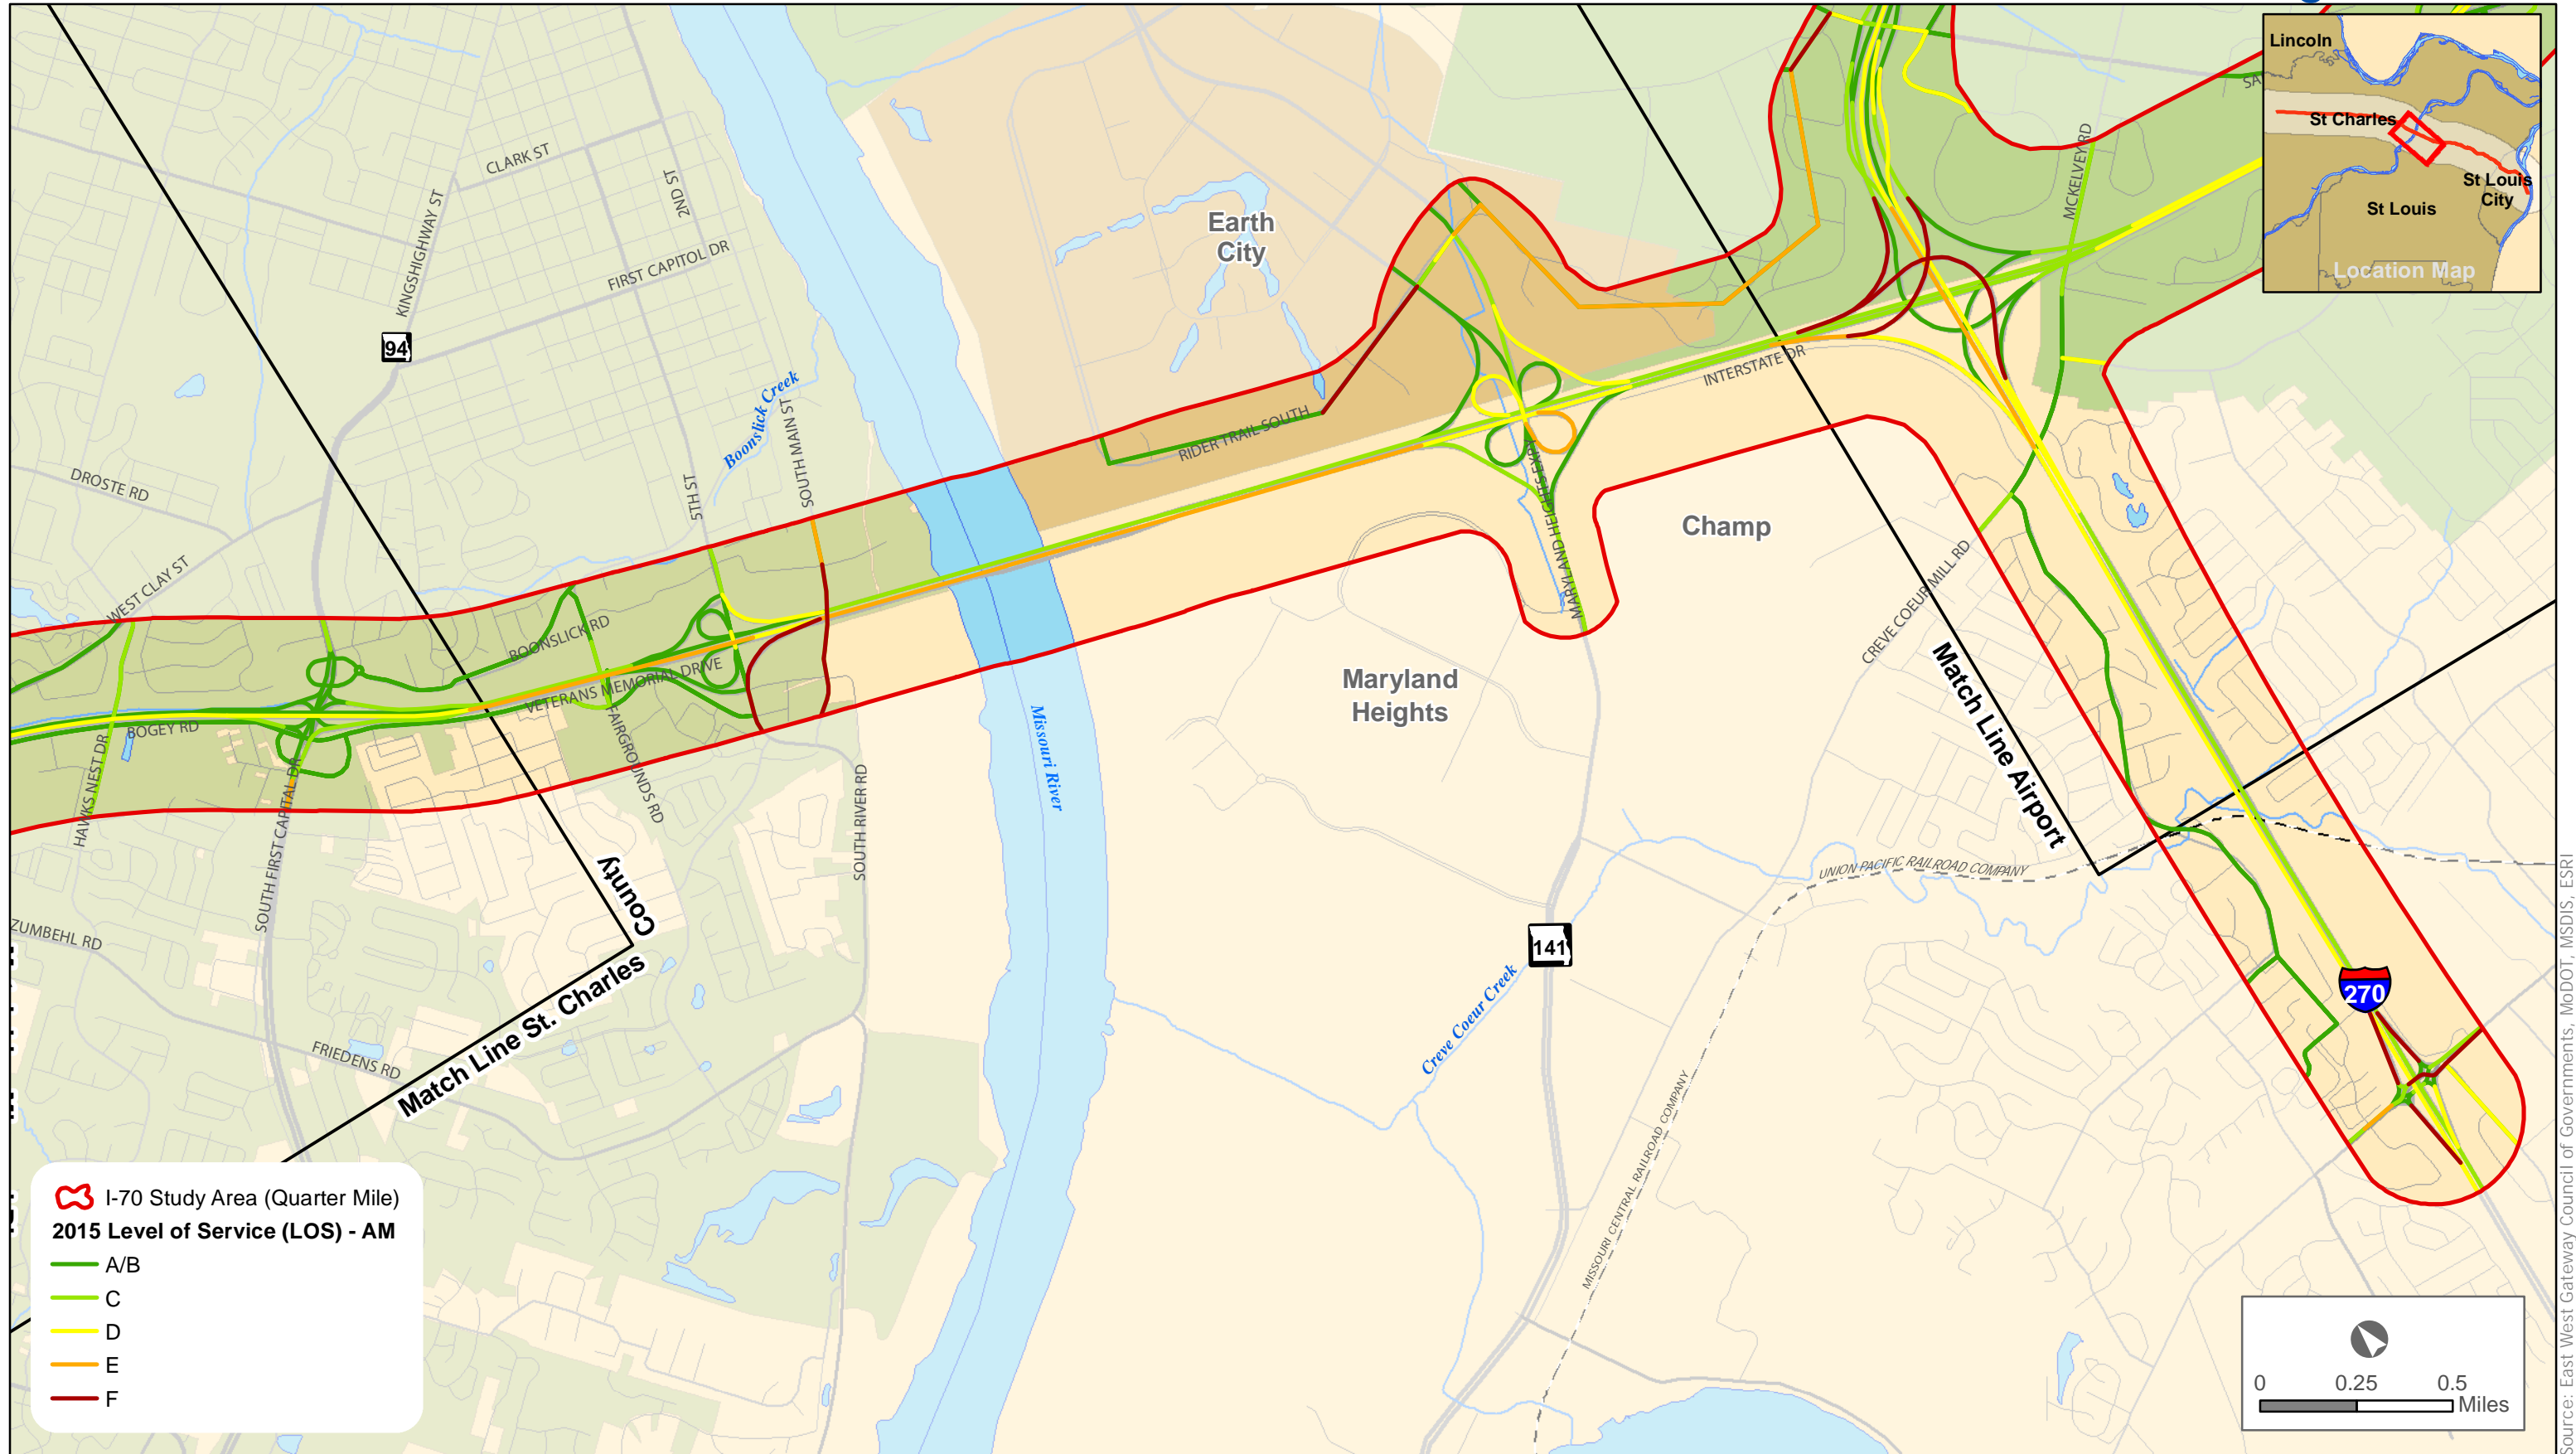 Lincoln
St Charles
St Louis
City
St Louis
Location Map
SA
MCKELVEY RD
CLARK ST
2ND ST
KINGSHIGHWAY ST
FIRST CAPITOL DR
94
Earth
City
Boonslick Creek
SOUTH MAIN ST
5TH ST
DROSTE RD
WEST CLAY ST
RIDER TRAIL SOUTH
INTERSTATE DR
MARYLAND HEIGHTS EXPY
MARYLAND
Champ
CREVE COEUR MILL RD
Match Line Airport
BOONSLICK RD
VETERANS MEMORIAL DRIVE
BOGEY RD
HAWKS NEST DR
FAIRGROUNDS RD
SOUTH FIRST CAPITAL DR
SOUTH RIVER RD
Missouri River
Maryland
Heights
ZUMBEHL RD
County
Match Line St. Charles
FRIEDENS RD
141
Creve Coeur Creek
UNION PACIFIC RAILROAD COMPANY
MISSOURI CENTRAL RAILROAD COMPANY
270
I-70 Study Area (Quarter Mile)
2015 Level of Service (LOS) - AM
A/B
C
D
E
F
0 0.25 0.5
Miles
Source: East West Gateway Council of Governments, MoDOT, MSDIS, ESRI